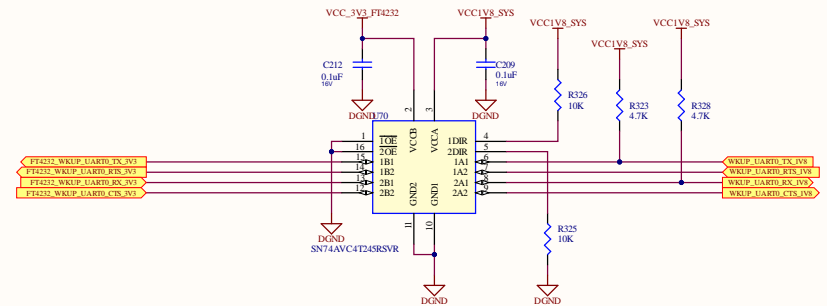 VCC_3V3_FT4232
VCC1V8_SYS
VCC1V8_SYS
VCC1V8_SYS
VCC1V8_SYS
C212
0.1uF
16V
C209
0.1uF
16V
R326
10K
R323
4.7K
R328
4.7K
DGND
DGND
U70
2
3
VCCB
VCCA
1
16
15
14
13
12
1OE
2OE
1B1
1B2
2B1
2B2
1DIR
2DIR
1A1
1A2
2A1
2A2
4
5
6
7
8
9
GND2
GND1
11
10
FT4232_WKUP_UART0_TX_3V3
FT4232_WKUP_UART0_RTS_3V3
FT4232_WKUP_UART0_RX_3V3
FT4232_WKUP_UART0_CTS_3V3
WKUP_UART0_TX_1V8
WKUP_UART0_RTS_1V8
WKUP_UART0_RX_1V8
WKUP_UART0_CTS_1V8
DGND
SN74AVC4T245RSVR
R325
10K
DGND
DGND